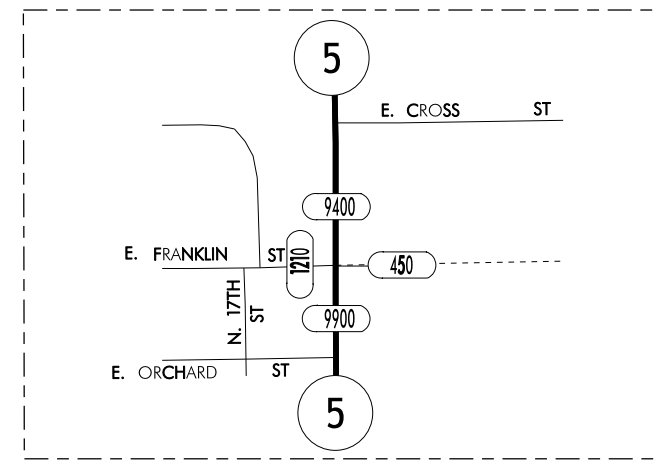 5
E. CROSS ST
9400
E. FRANKLIN ST
1210
450
N. 17TH
ST
9900
E. ORCHARD ST
5